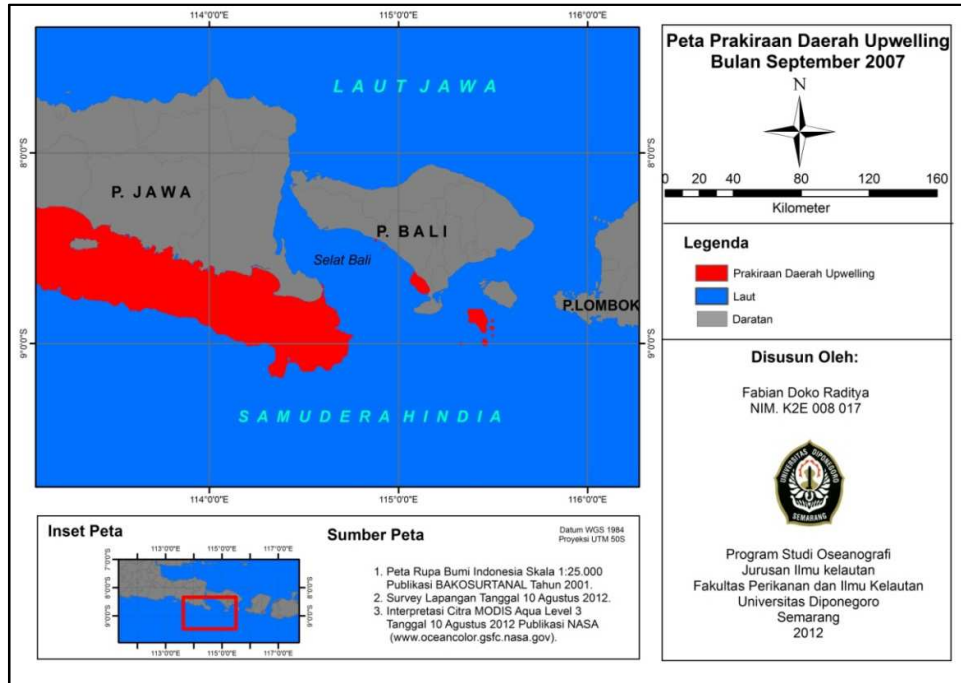 114°0'0"E
115°0'0"E
116°0'0"E
8°0'0"S
8°0'0"S
9°0'0"S
9°0'0"S
LAUT JAWA
P. JAWA
P. BALI
Selat Bali
P.LOMBOK
SAMUDERA HINDIA
114°0'0"E
115°0'0"E
116°0'0"E
Peta Prakiraan Daerah Upwelling
Bulan September 2007
N
0 20 40 80 120 160
Kilometer
Legenda
Prakiraan Daerah Upwelling
Laut
Daratan
Disusun Oleh:
Fabian Doko Raditya
NIM. K2E 008 017
UNIVERSITAS DIPONEGORO
SEMARANG
Program Studi Oseanografi
Jurusan Ilmu kelautan
Fakultas Perikanan dan Ilmu Kelautan
Universitas Diponegoro
Semarang
2012
Inset Peta
113°0'0"E 115°0'0"E 117°0'0"E
7°0'0"S
8°0'0"S
9°0'0"S
8°0'0"S
9°0'0"S
113°0'0"E 115°0'0"E 117°0'0"E
Sumber Peta
Datum WGS 1984
Proyeksi UTM 50S
1. Peta Rupa Bumi Indonesia Skala 1:25.000
Publikasi BAKOSURTANAL Tahun 2001.
2. Survey Lapangan Tanggal 10 Agustus 2012.
3. Interpretasi Citra MODIS Aqua Level 3
Tanggal 10 Agustus 2012 Publikasi NASA
(www.oceancolor.gsfc.nasa.gov).